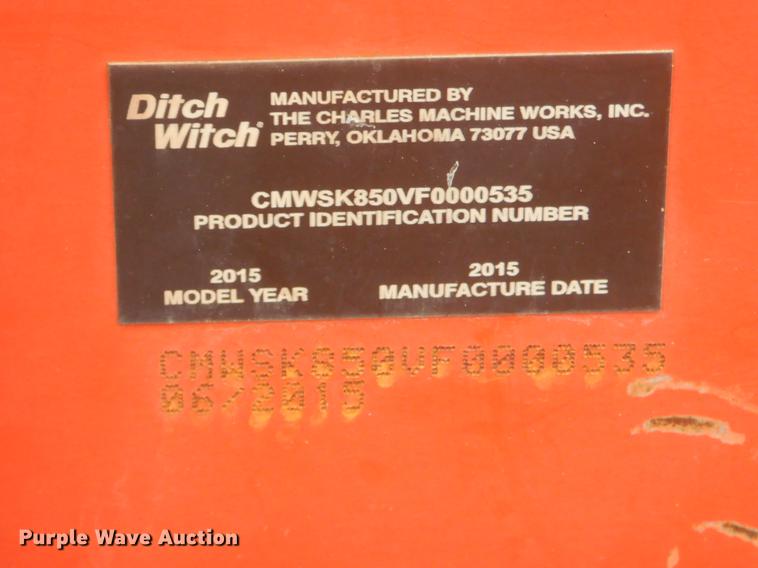 Ditch Witch®
MANUFACTURED BY
THE CHARLES MACHINE WORKS, INC.
PERRY, OKLAHOMA 73077 USA
CMWSK850VF0000535
PRODUCT IDENTIFICATION NUMBER
2015
MODEL YEAR
2015
MANUFACTURE DATE
CMWSK850VF0000535
06/2015
Purple Wave Auction